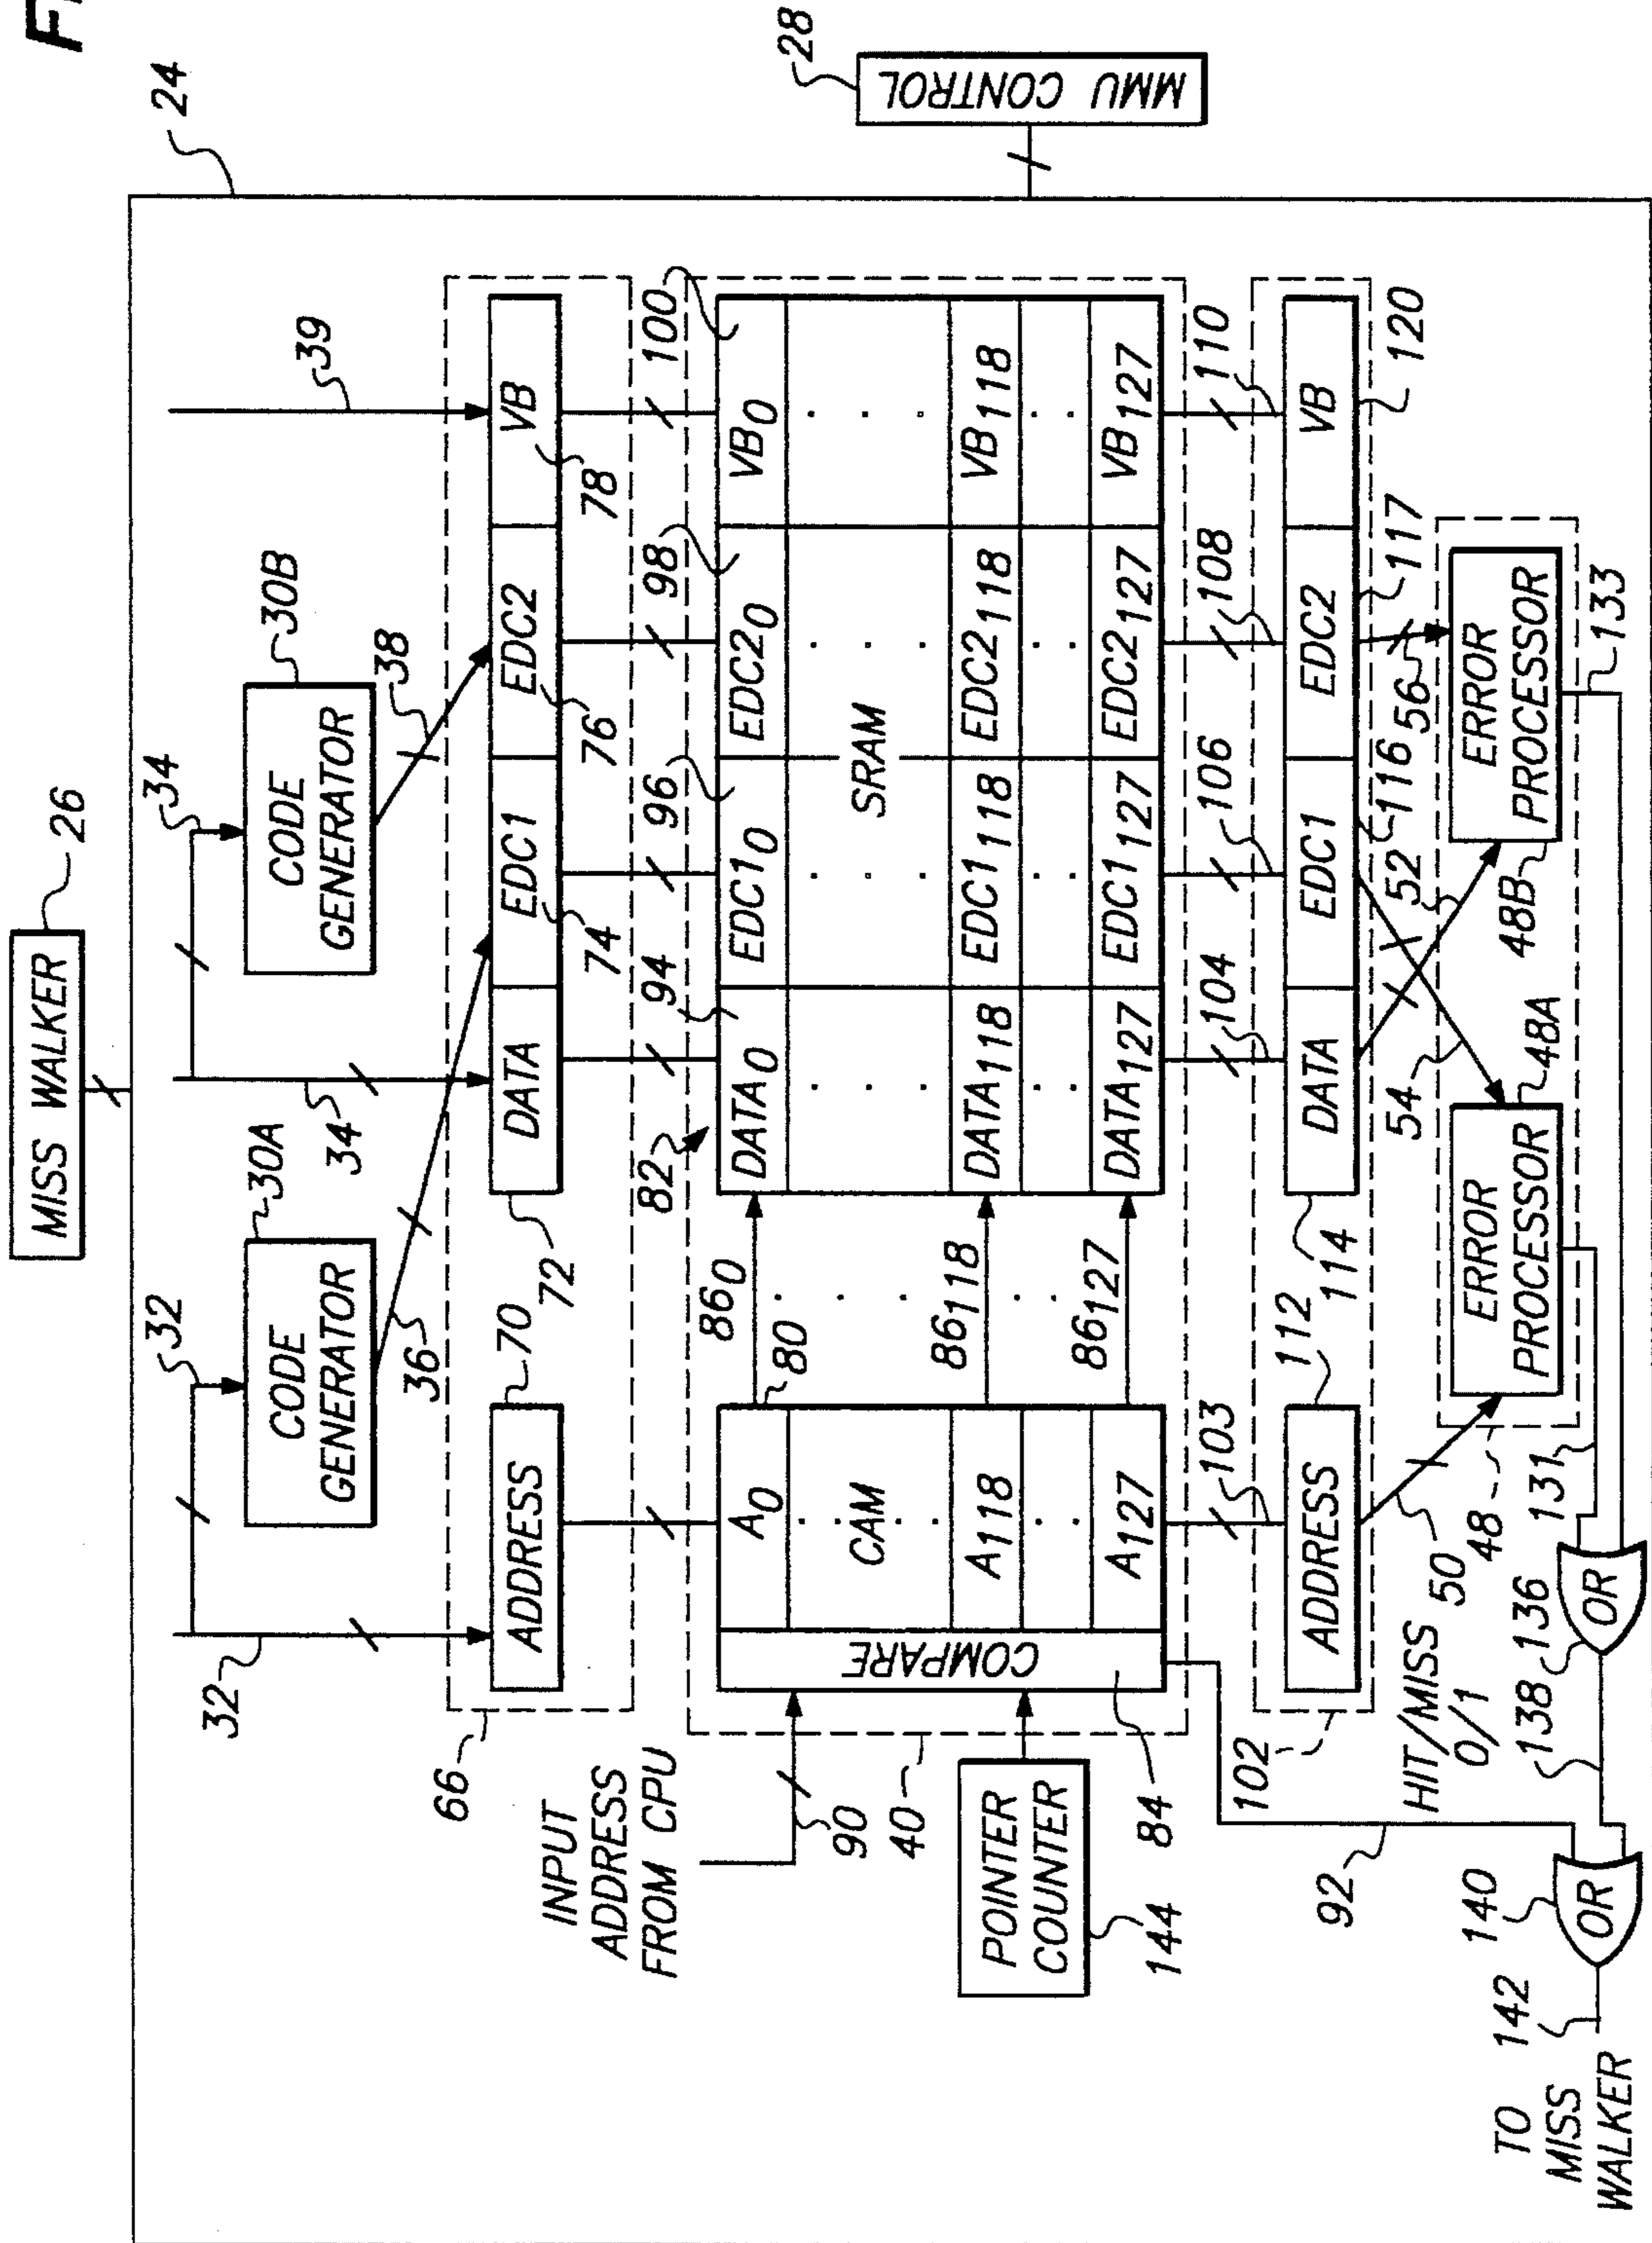 24
28
MMU CONTROL
MISS WALKER
26
32
32
CODE
GENERATOR
30A
34
34
CODE
GENERATOR
30B
36
38
39
66
ADDRESS
70
DATA
72
EDC1
74
EDC2
76
VB
78
INPUT
ADDRESS
FROM CPU
90
40
POINTER
COUNTER
144
COMPARE
84
A0
CAM
A118
A127
80
860
86118
86127
82
94
96
98
100
DATA0
EDC10
EDC20
VB0
SRAM
DATA118
EDC1118
EDC2118
VB118
DATA127
EDC1127
EDC2127
VB127
103
104
106
108
110
102
ADDRESS
112
DATA
114
EDC1
116
EDC2
117
VB
120
92
HIT/MISS
0/1
50
48
54
52
56
ERROR
PROCESSOR
48A
ERROR
PROCESSOR
48B
131
133
136
OR
138
140
OR
142
TO
MISS
WALKER